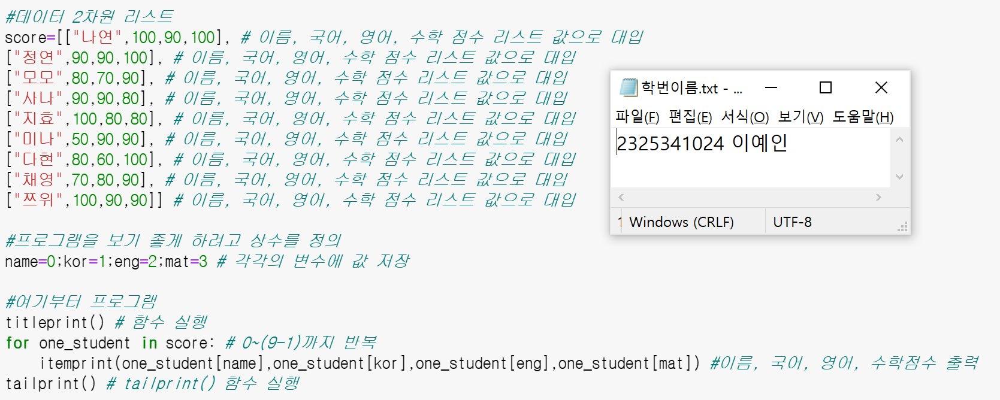 #데이터 2차원 리스트
score=[["나연",100,90,100], # 이름, 국어, 영어, 수학 점수 리스트 값으로 대입
["정연",90,90,100], # 이름, 국어, 영어, 수학 점수 리스트 값으로 대입
["모모",80,70,90], # 이름, 국어, 영어, 수학 점수 리스트 값으로 대입
["사나",90,90,80], # 이름, 국어, 영어, 수학 점수 리스트 값으로 대입
["지효",100,80,80], # 이름, 국어, 영어, 수학 점수 리스트 값으로 대입
["미나",50,90,90], # 이름, 국어, 영어, 수학 점수 리스트 값으로 대입
["다현",80,60,100], # 이름, 국어, 영어, 수학 점수 리스트 값으로 대입
["채영",70,80,90], # 이름, 국어, 영어, 수학 점수 리스트 값으로 대입
["쯔위",100,90,90]] # 이름, 국어, 영어, 수학 점수 리스트 값으로 대입
#프로그램을 보기 좋게 하려고 상수를 정의
name=0;kor=1;eng=2;mat=3 # 각각의 변수에 값 저장
#여기부터 프로그램
titleprint() # 함수 실행
for one_student in score: # 0~(9-1)까지 반복
    itemprint(one_student[name],one_student[kor],one_student[eng],one_student[mat]) #이름, 국어, 영어, 수학점수 출력
tailprint() # tailprint() 함수 실행
학번이름.txt - ...
파일(F) 편집(E) 서식(O) 보기(V) 도움말(H)
2325341024 이예인
1 Windows (CRLF) UTF-8